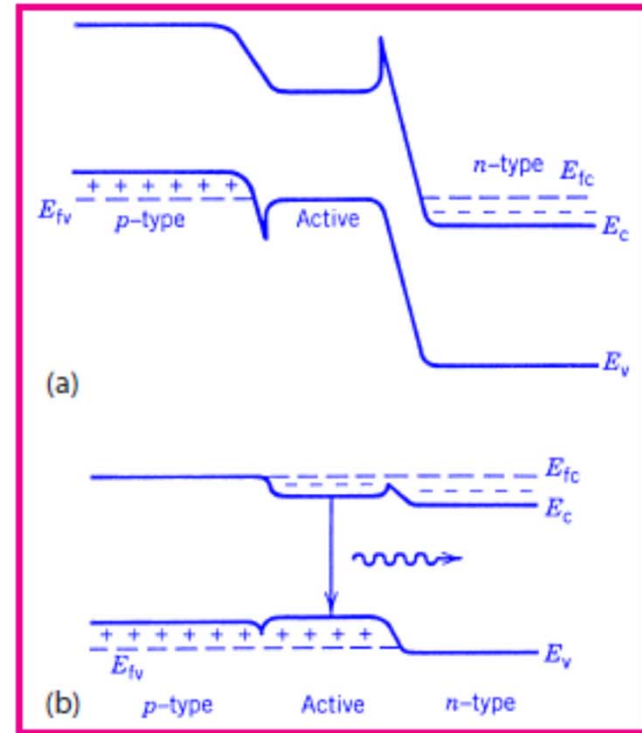 n-type E_fc
+ + + + + +
E_fv p-type Active E_c
E_v
(a)
E_fc
E_c
+ + + + + + + + + + +
E_fv E_v
(b) p-type Active n-type